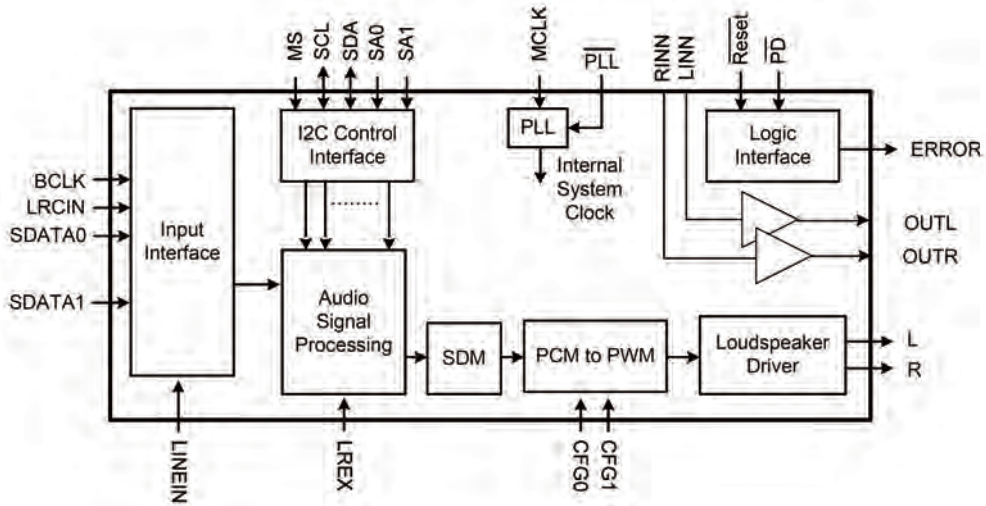 MS
SCL
SDA
SA0
SA1
MCLK
PLL
RINN
LINN
Reset
PD
I2C Control
Interface
PLL
Internal
System
Clock
Logic
Interface
ERROR
BCLK
LRCIN
SDATA0
SDATA1
Input
Interface
OUTL
OUTR
Audio
Signal
Processing
SDM
PCM to PWM
Loudspeaker
Driver
L
R
LINEIN
LREX
CFG0
CFG1